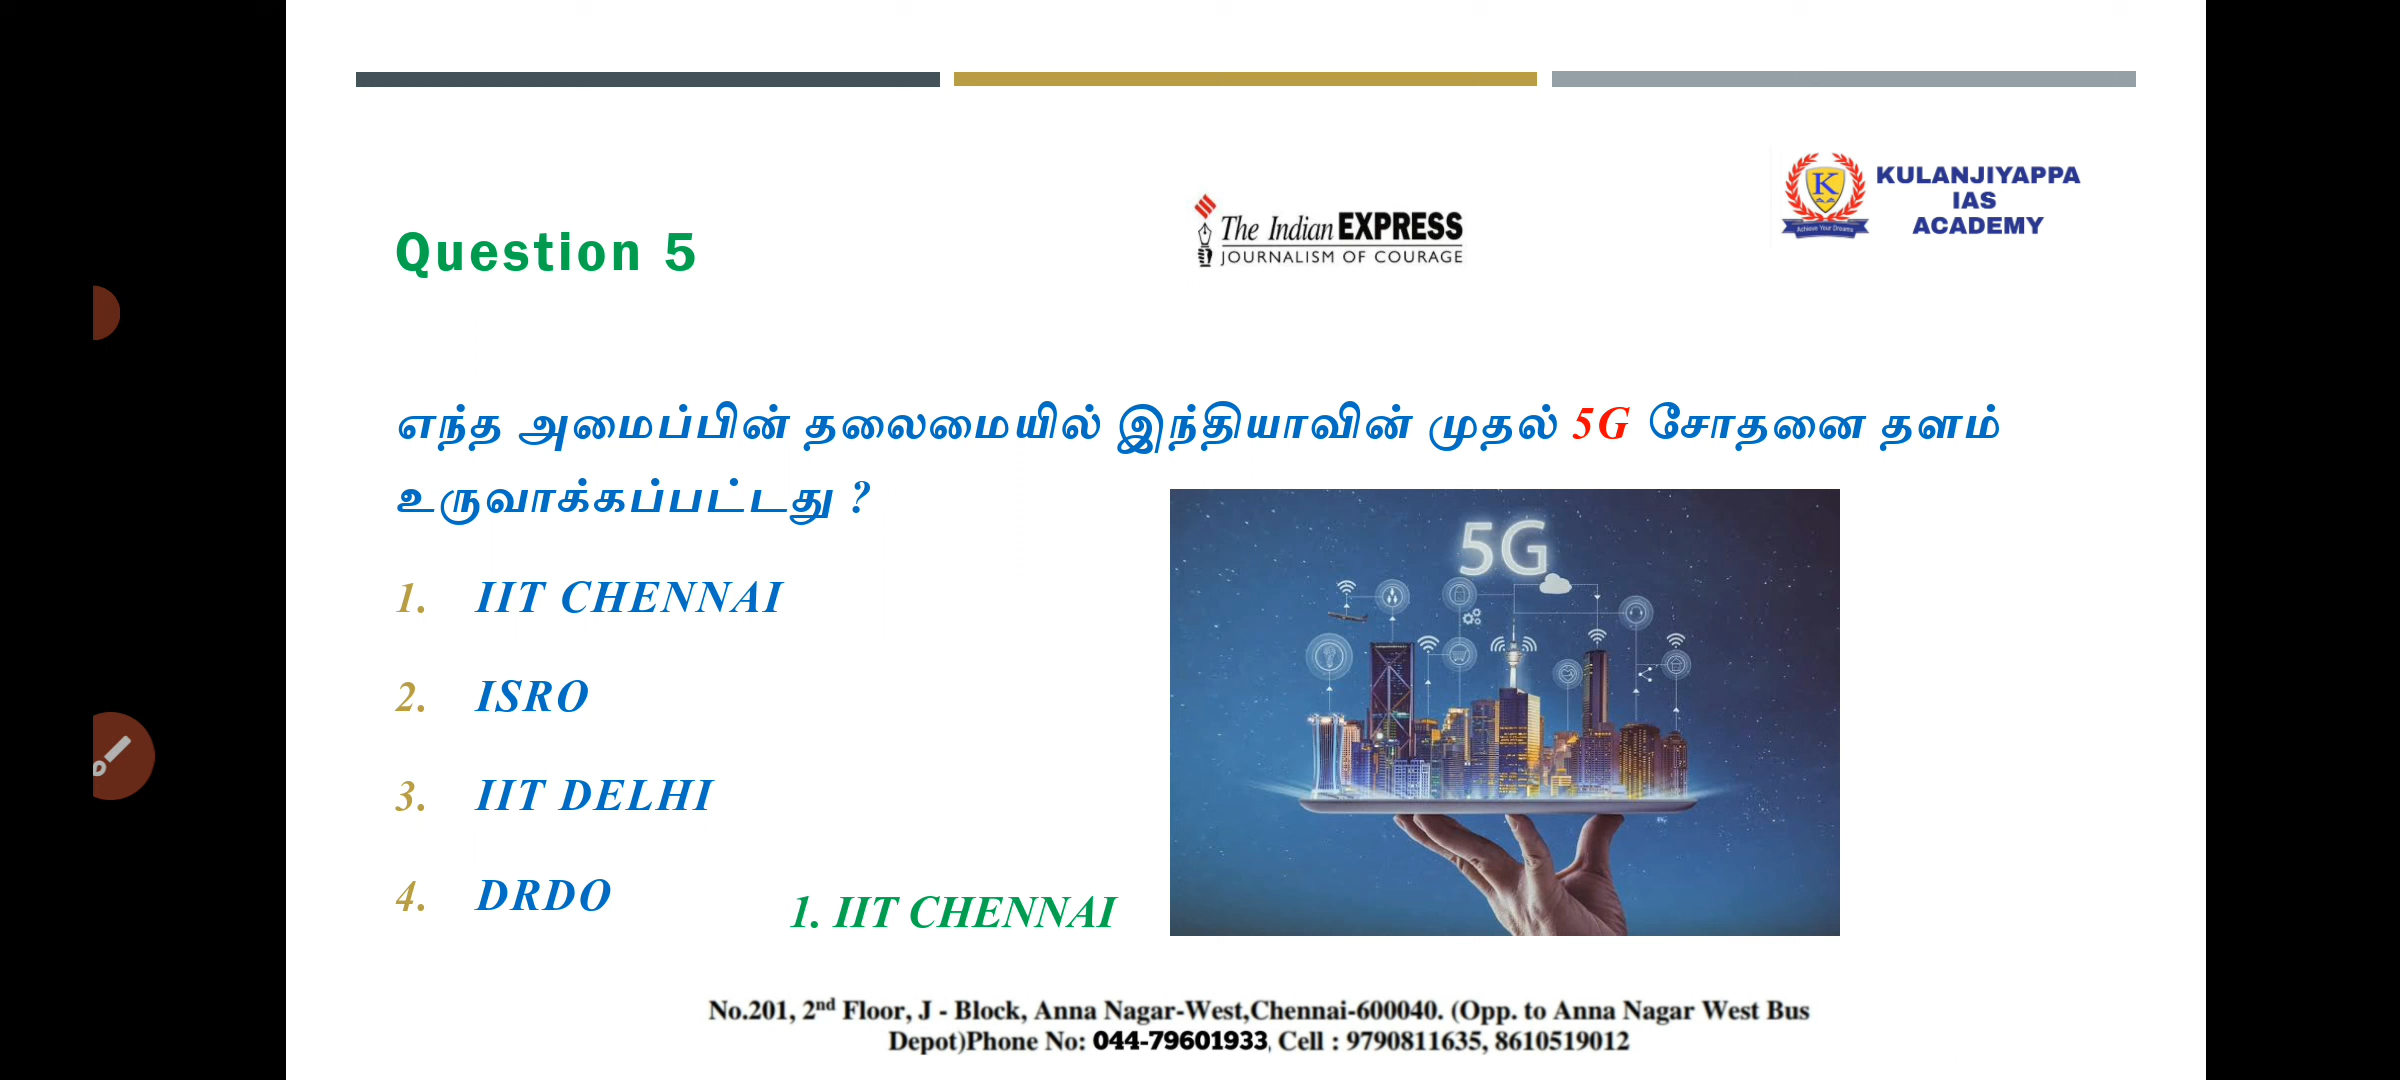 KULANJIYAPPA
IAS
ACADEMY
Achieve Your Dreams
K
The Indian EXPRESS
JOURNALISM OF COURAGE
Question 5
எந்த அமைப்பின் தலைமையில் இந்தியாவின் முதல் 5G சோதனை தளம்
உருவாக்கப்பட்டது ?
5G
1. IIT CHENNAI
2. ISRO
3. IIT DELHI
4. DRDO
1. IIT CHENNAI
No.201, 2nd Floor, J - Block, Anna Nagar-West,Chennai-600040. (Opp. to Anna Nagar West Bus
Depot)Phone No: 044-79601933, Cell : 9790811635, 8610519012